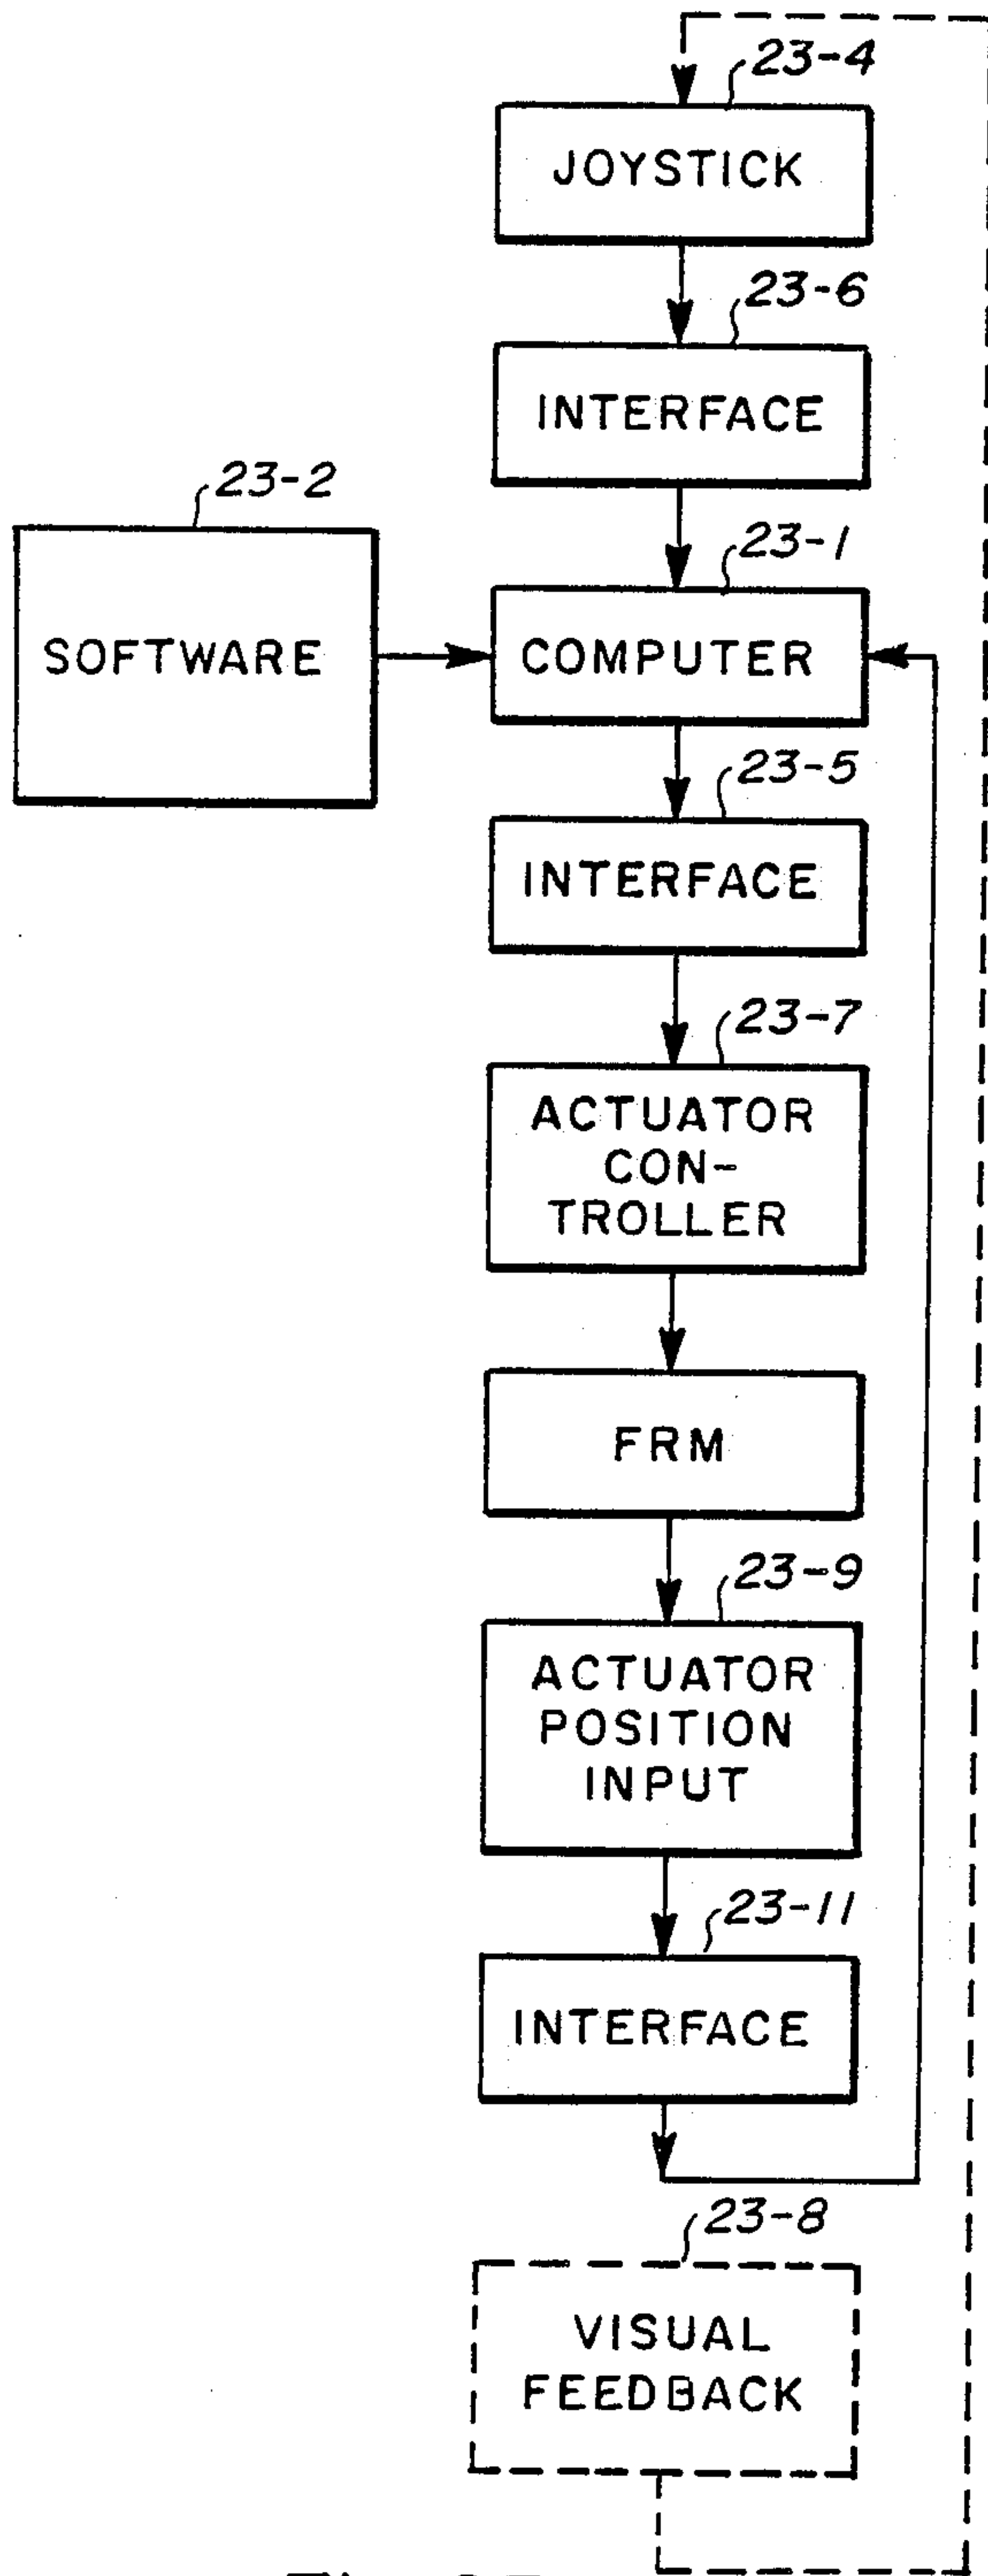 23-4
JOYSTICK
23-6
INTERFACE
23-2
SOFTWARE
23-1
COMPUTER
23-5
INTERFACE
23-7
ACTUATOR
CON-
TROLLER
FRM
23-9
ACTUATOR
POSITION
INPUT
23-11
INTERFACE
23-8
VISUAL
FEEDBACK